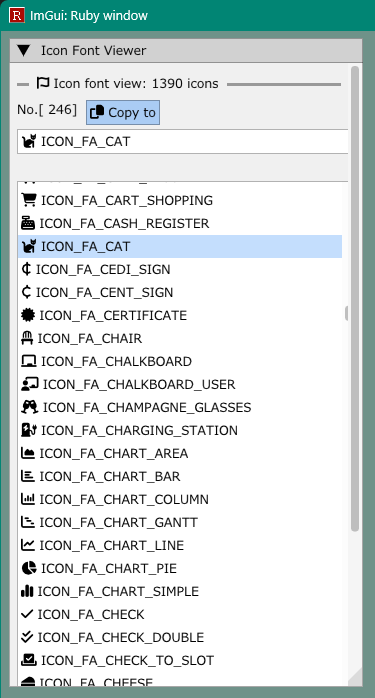 R ImGui: Ruby window
Icon Font Viewer
Icon font view: 1390 icons
No.[ 246] Copy to
ICON_FA_CAT
ICON_FA_CART_SHOPPING
ICON_FA_CASH_REGISTER
ICON_FA_CAT
ICON_FA_CEDI_SIGN
ICON_FA_CENT_SIGN
ICON_FA_CERTIFICATE
ICON_FA_CHAIR
ICON_FA_CHALKBOARD
ICON_FA_CHALKBOARD_USER
ICON_FA_CHAMPAGNE_GLASSES
ICON_FA_CHARGING_STATION
ICON_FA_CHART_AREA
ICON_FA_CHART_BAR
ICON_FA_CHART_COLUMN
ICON_FA_CHART_GANTT
ICON_FA_CHART_LINE
ICON_FA_CHART_PIE
ICON_FA_CHART_SIMPLE
ICON_FA_CHECK
ICON_FA_CHECK_DOUBLE
ICON_FA_CHECK_TO_SLOT
ICON_FA_CHEESE